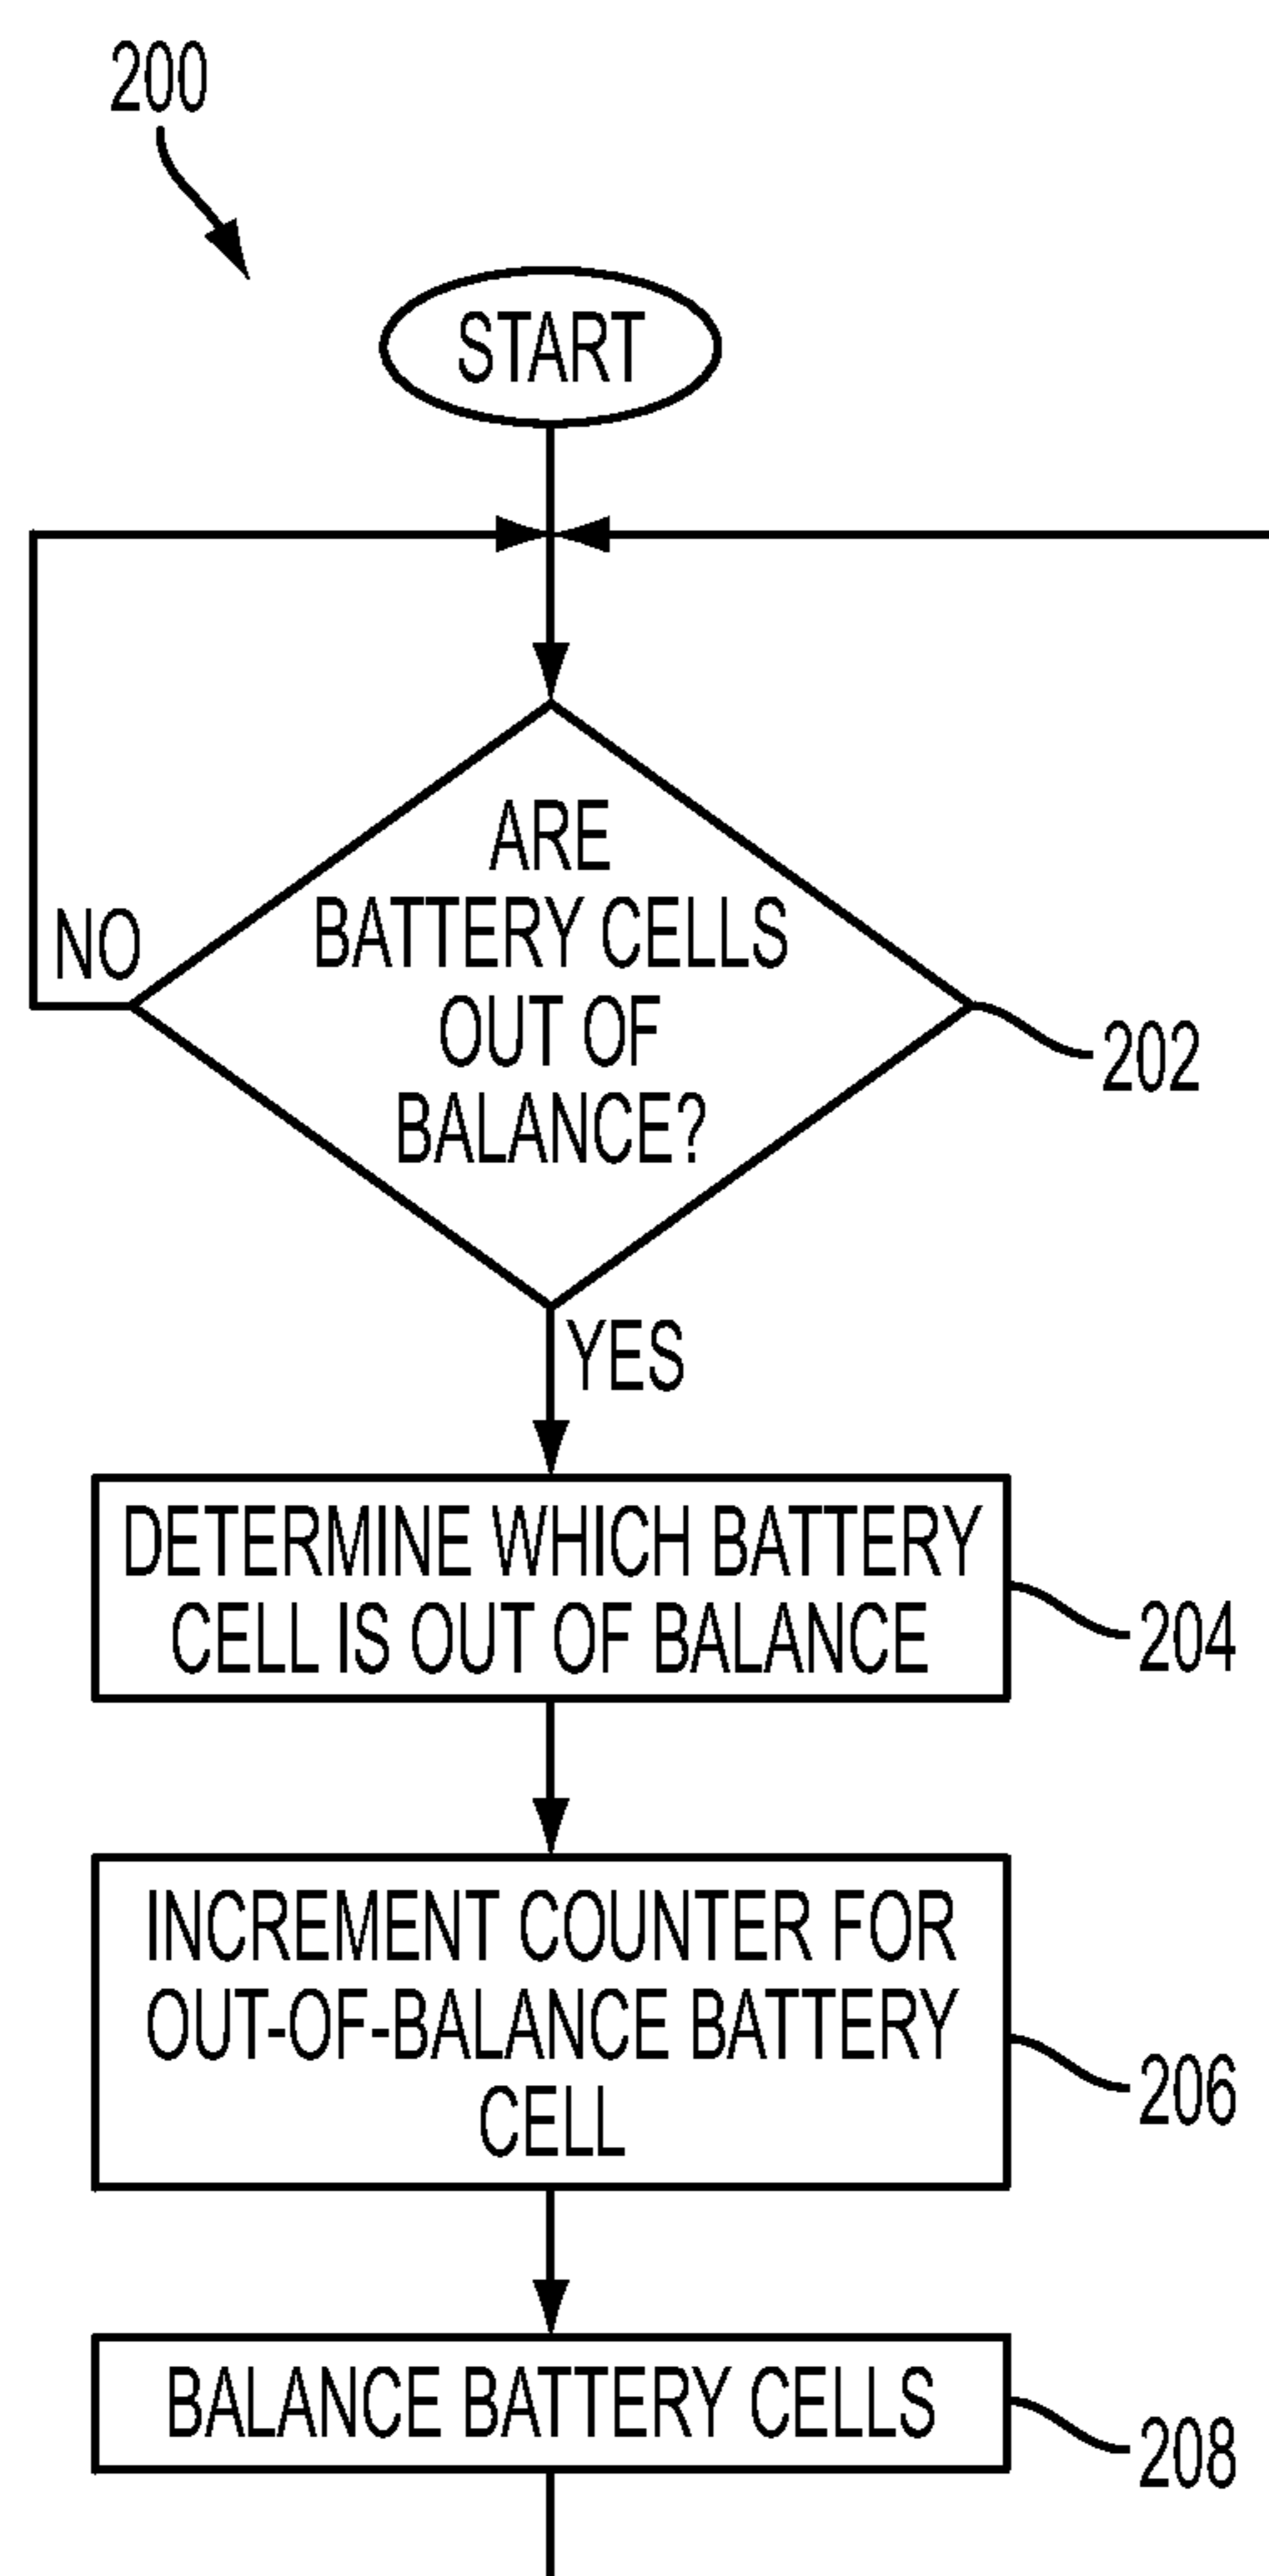 200
START
ARE
BATTERY CELLS
OUT OF
BALANCE?
NO
202
YES
DETERMINE WHICH BATTERY
CELL IS OUT OF BALANCE
204
INCREMENT COUNTER FOR
OUT-OF-BALANCE BATTERY
CELL
206
BALANCE BATTERY CELLS
208